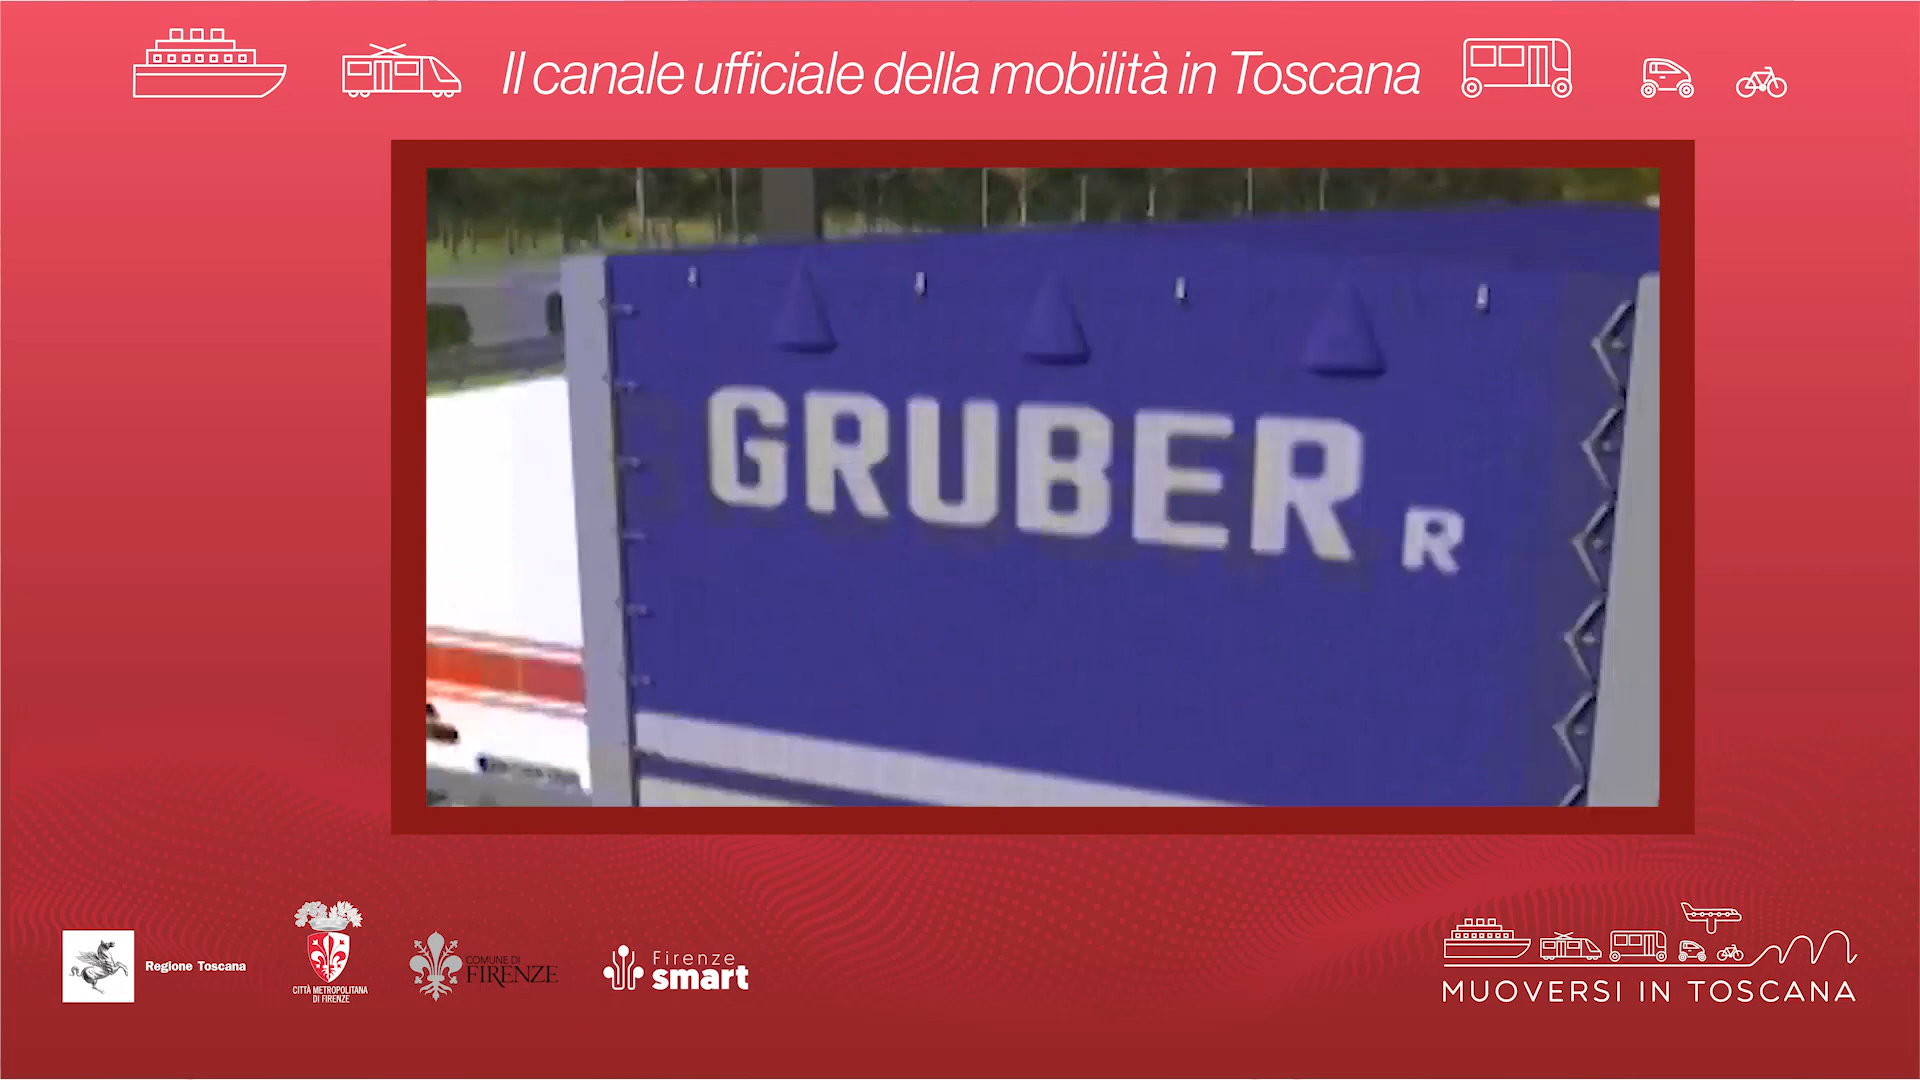 Il canale ufficiale della mobilità in Toscana
GRUBER R
Regione Toscana
CITTÀ METROPOLITANA
DI FIRENZE
COMUNE DI
FIRENZE
Firenze
smart
MUOVERSI IN TOSCANA